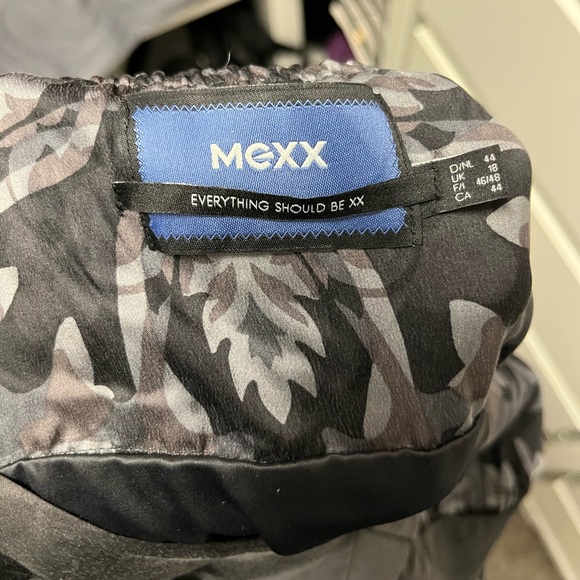 Mexx
EVERYTHING SHOULD BE XX
D/NL 44
UK 18
F/I 46/48
CA 44